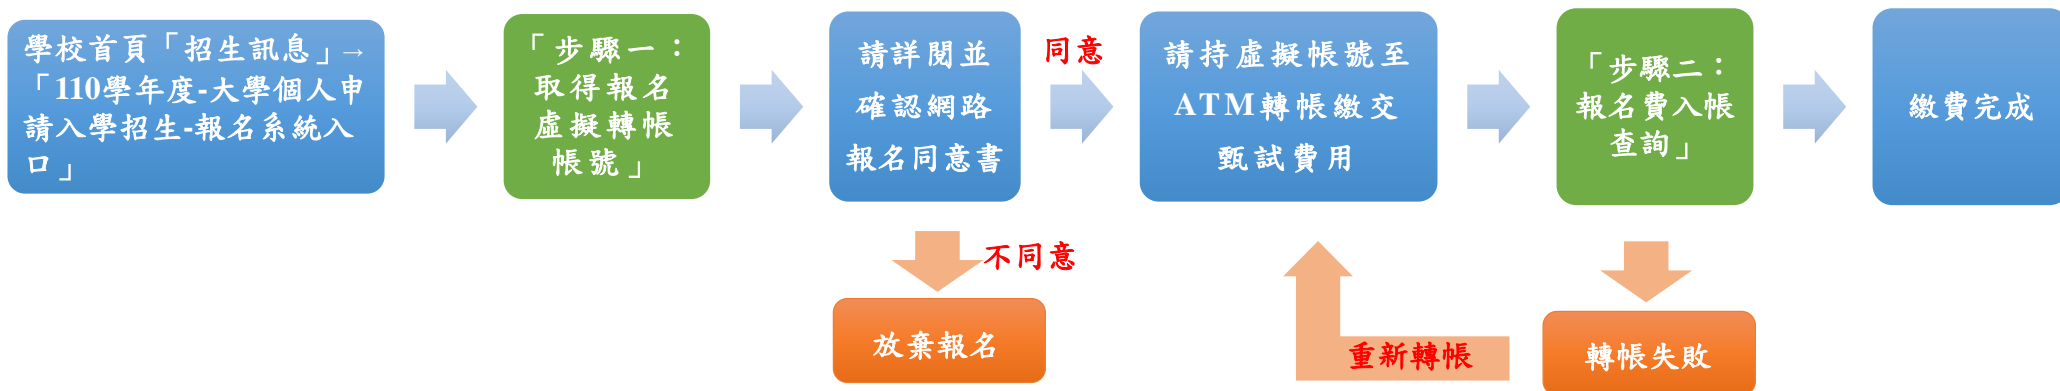 學校首頁「招生訊息」→
「110學年度-大學個人申
請入學招生-報名系統入
口」
「步驟一：
取得報名
虛擬轉帳
帳號」
請詳閱並
確認網路
報名同意書
同意
請持虛擬帳號至
ATM轉帳繳交
甄試費用
「步驟二：
報名費入帳
查詢」
繳費完成
不同意
放棄報名
重新轉帳
轉帳失敗